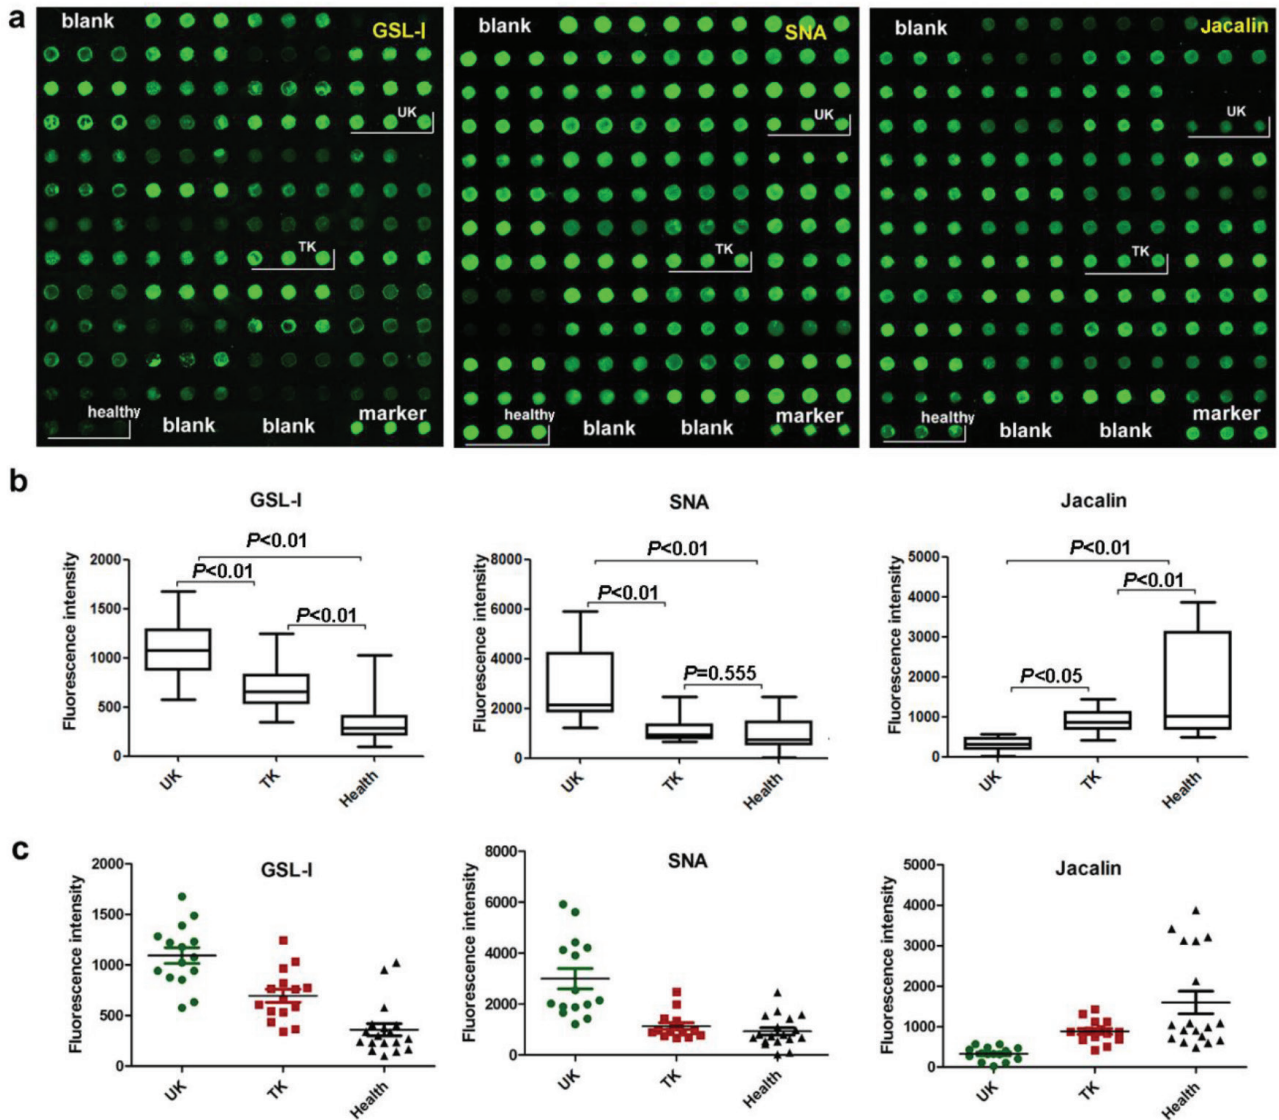 a
blank
GSL-I
UK
TK
healthy
blank
blank
marker
blank
SNA
UK
TK
healthy
blank
blank
marker
blank
Jacalin
UK
TK
healthy
blank
blank
marker
b
GSL-I
Fluorescence intensity
2000
1500
1000
500
0
P<0.01
P<0.01
P<0.01
UK
TK
Health
SNA
Fluorescence intensity
8000
6000
4000
2000
0
P<0.01
P<0.01
P=0.555
UK
TK
Health
Jacalin
Fluorescence intensity
5000
4000
3000
2000
1000
0
P<0.01
P<0.01
P<0.05
UK
TK
Health
c
GSL-I
Fluorescence intensity
2000
1500
1000
500
0
UK
TK
Health
SNA
Fluorescence intensity
8000
6000
4000
2000
0
UK
TK
Health
Jacalin
Fluorescence intensity
5000
4000
3000
2000
1000
0
UK
TK
Health